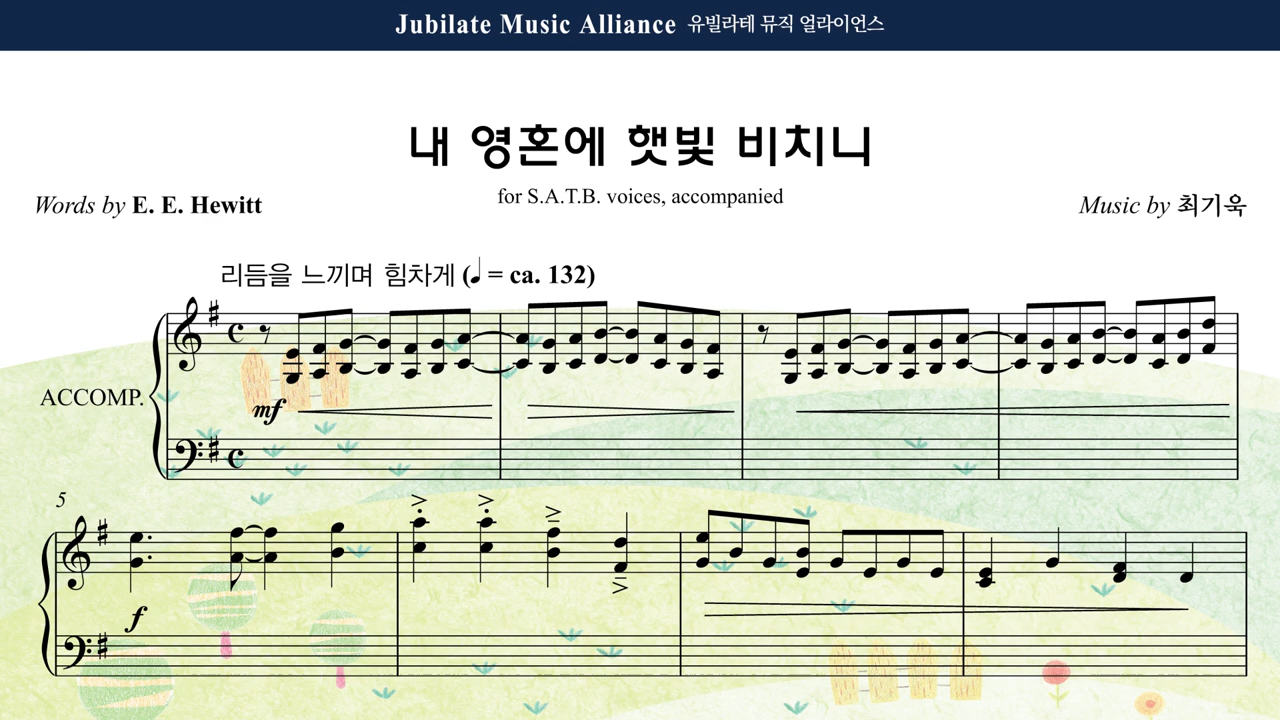 Jubilate Music Alliance 유빌라테 뮤직 얼라이언스
내 영혼에 햇빛 비치니
for S.A.T.B. voices, accompanied
Words by E. E. Hewitt
Music by 최기욱
리듬을 느끼며 힘차게 (♩ = ca. 132)
ACCOMP.
mf
5
f